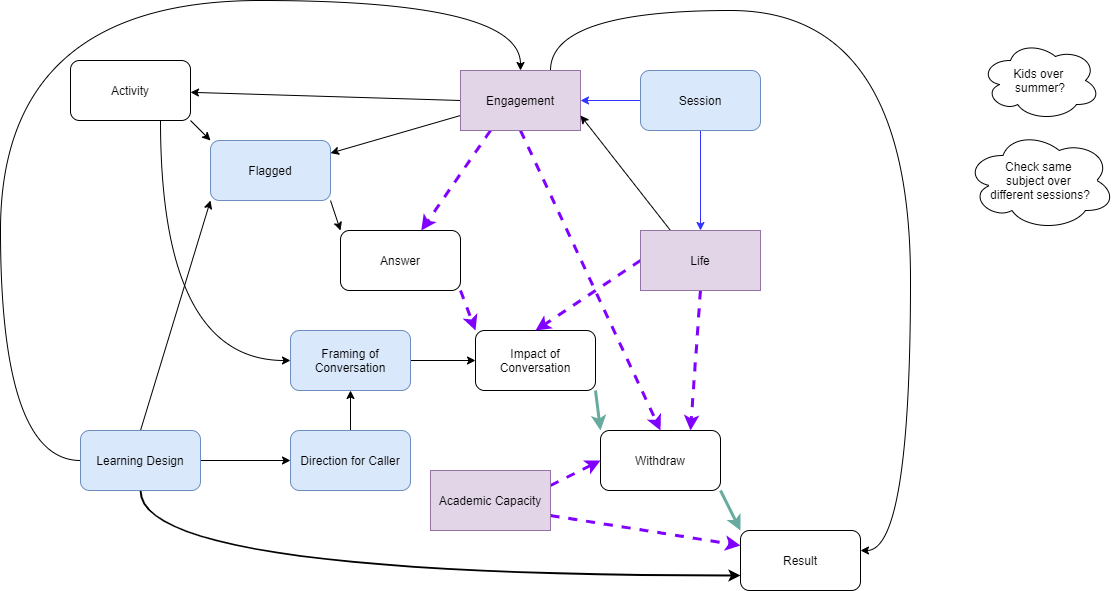 Kids over
summer?
Activity
Engagement
Session
Flagged
Check same
subject over
different sessions?
Answer
Life
Framing of
Conversation
Impact of
Conversation
Learning Design
Direction for Caller
Withdraw
Academic Capacity
Result